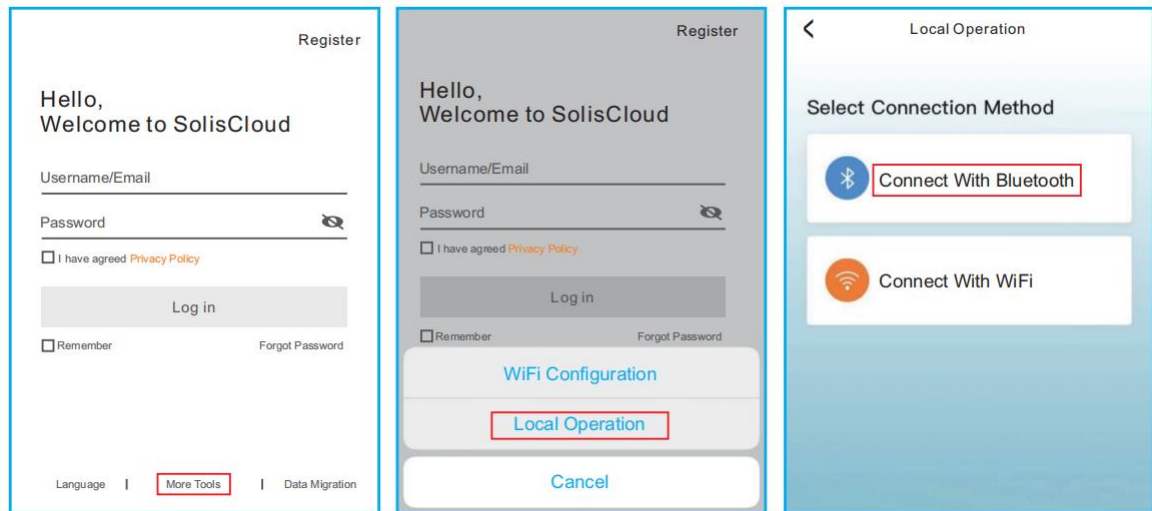 Register
Hello,
Welcome to SolisCloud
Username/Email
Password
I have agreed Privacy Policy
Log in
Remember Forgot Password
Language | More Tools | Data Migration
Register
Hello,
Welcome to SolisCloud
Username/Email
Password
I have agreed Privacy Policy
Log in
Remember Forgot Password
WiFi Configuration
Local Operation
Cancel
Local Operation
Select Connection Method
Connect With Bluetooth
Connect With WiFi